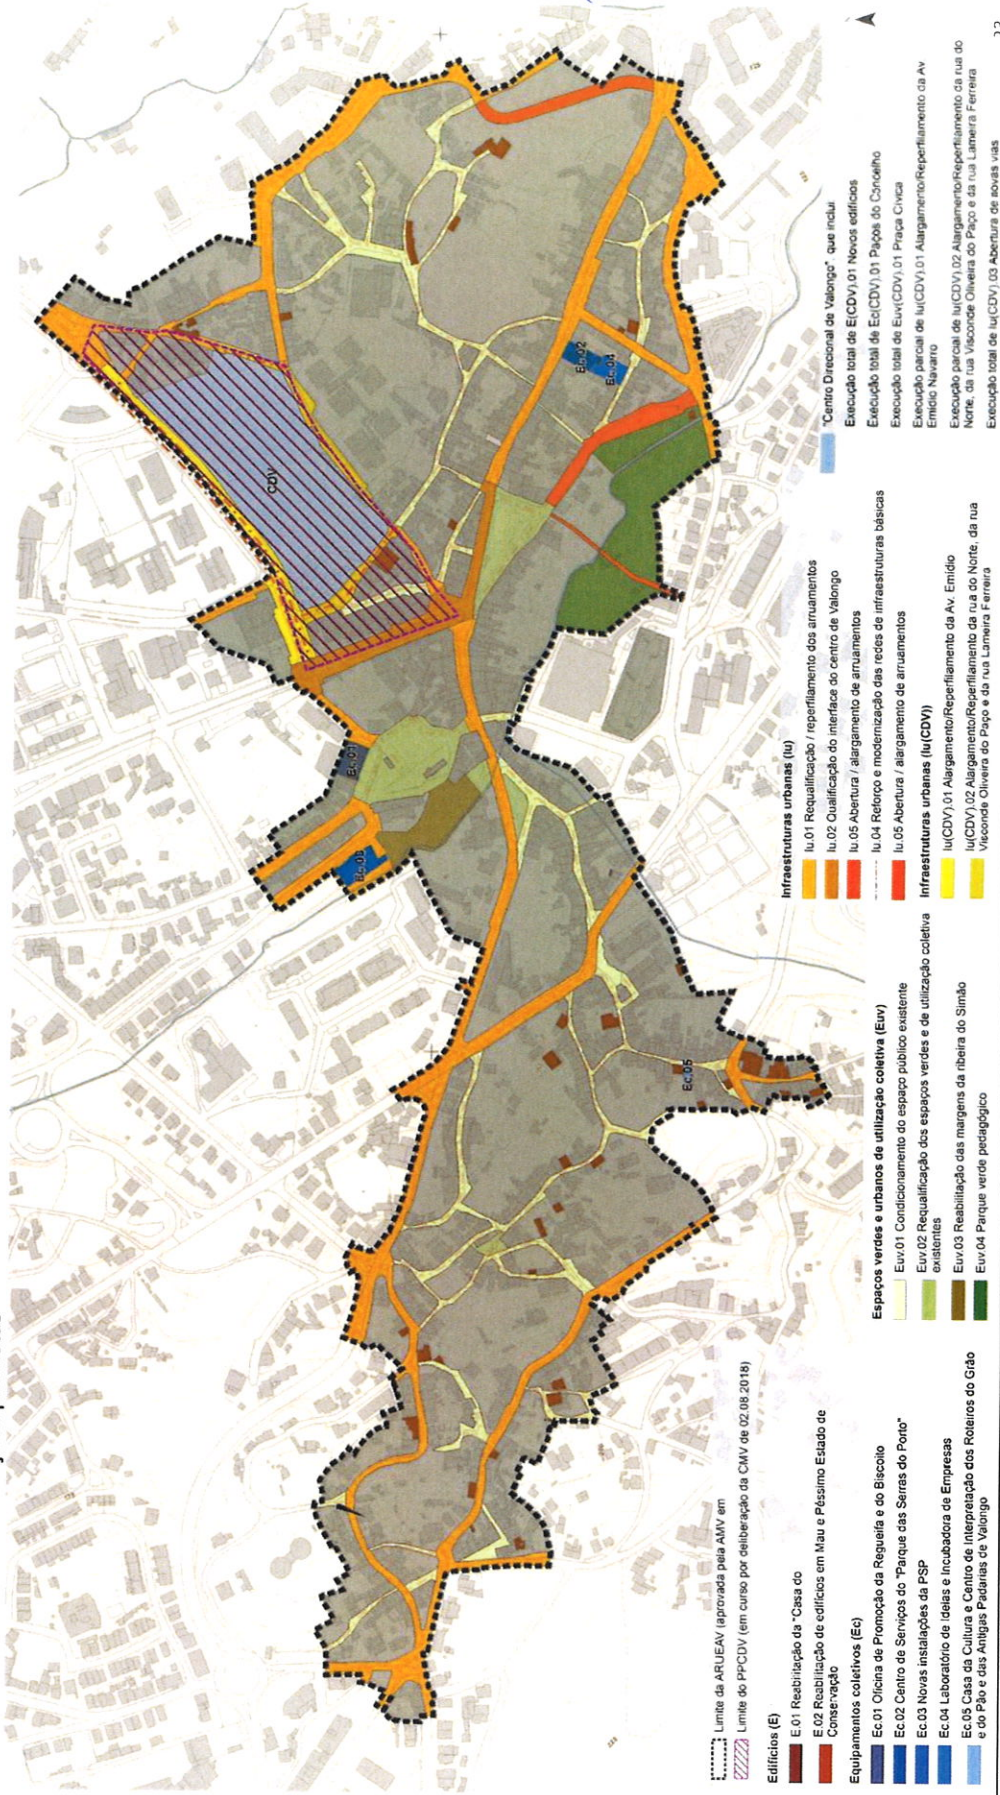 CDV
Ec.01
Ec.02
Ec.04
Ec.05
Limite da ARUEAV (aprovada pela AMV em
Limite do PPCDV (em curso por deliberação da CMV de 02.08.2018)
Edifícios (E)
E.01 Reabilitação da "Casa do
E.02 Reabilitação de edifícios em Mau e Péssimo Estado de
Conservação
Equipamentos coletivos (Ec)
Ec.01 Oficina de Promoção da Regueifa e do Biscoito
Ec.02 Centro de Serviços do "Parque das Serras do Porto"
Ec.03 Novas instalações da PSP
Ec.04 Laboratório de Ideias e Incubadora de Empresas
Ec.05 Casa da Cultura e Centro de Interpretação dos Roteiros do Grão
e do Pão e das Antigas Padarias de Valongo
Espaços verdes e urbanos de utilização coletiva (Euv)
Euv.01 Condicionamento do espaço público existente
Euv.02 Requalificação dos espaços verdes e de utilização coletiva
existentes
Euv.03 Reabilitação das margens da ribeira do Simão
Euv.04 Parque verde pedagógico
Infraestruturas urbanas (Iu)
Iu.01 Requalificação / reperfilamento dos arruamentos
Iu.02 Qualificação do interface do centro de Valongo
Iu.05 Abertura / alargamento de arruamentos
Iu.04 Reforço e modernização das redes de infraestruturas básicas
Iu.05 Abertura / alargamento de arruamentos
Infraestruturas urbanas (Iu(CDV))
Iu(CDV).01 Alargamento/Reperfilamento da Av. Emídio
Iu(CDV).02 Alargamento/Reperfilamento da rua do Norte, da rua
Visconde Oliveira do Paço e da rua Lameira Ferreira
"Centro Direcional de Valongo", que inclui
Execução total de E(CDV).01 Novos edifícios
Execução total de Ec(CDV).01 Paços do Concelho
Execução total de Euv(CDV).01 Praça Cívica
Execução parcial de Iu(CDV).01 Alargamento/Reperfilamento da Av
Emídio Navarro
Execução parcial de Iu(CDV).02 Alargamento/Reperfilamento da rua do
Norte, da rua Visconde Oliveira do Paço e da rua Lameira Ferreira
Execução total de Iu(CDV).03 Abertura de novas vias